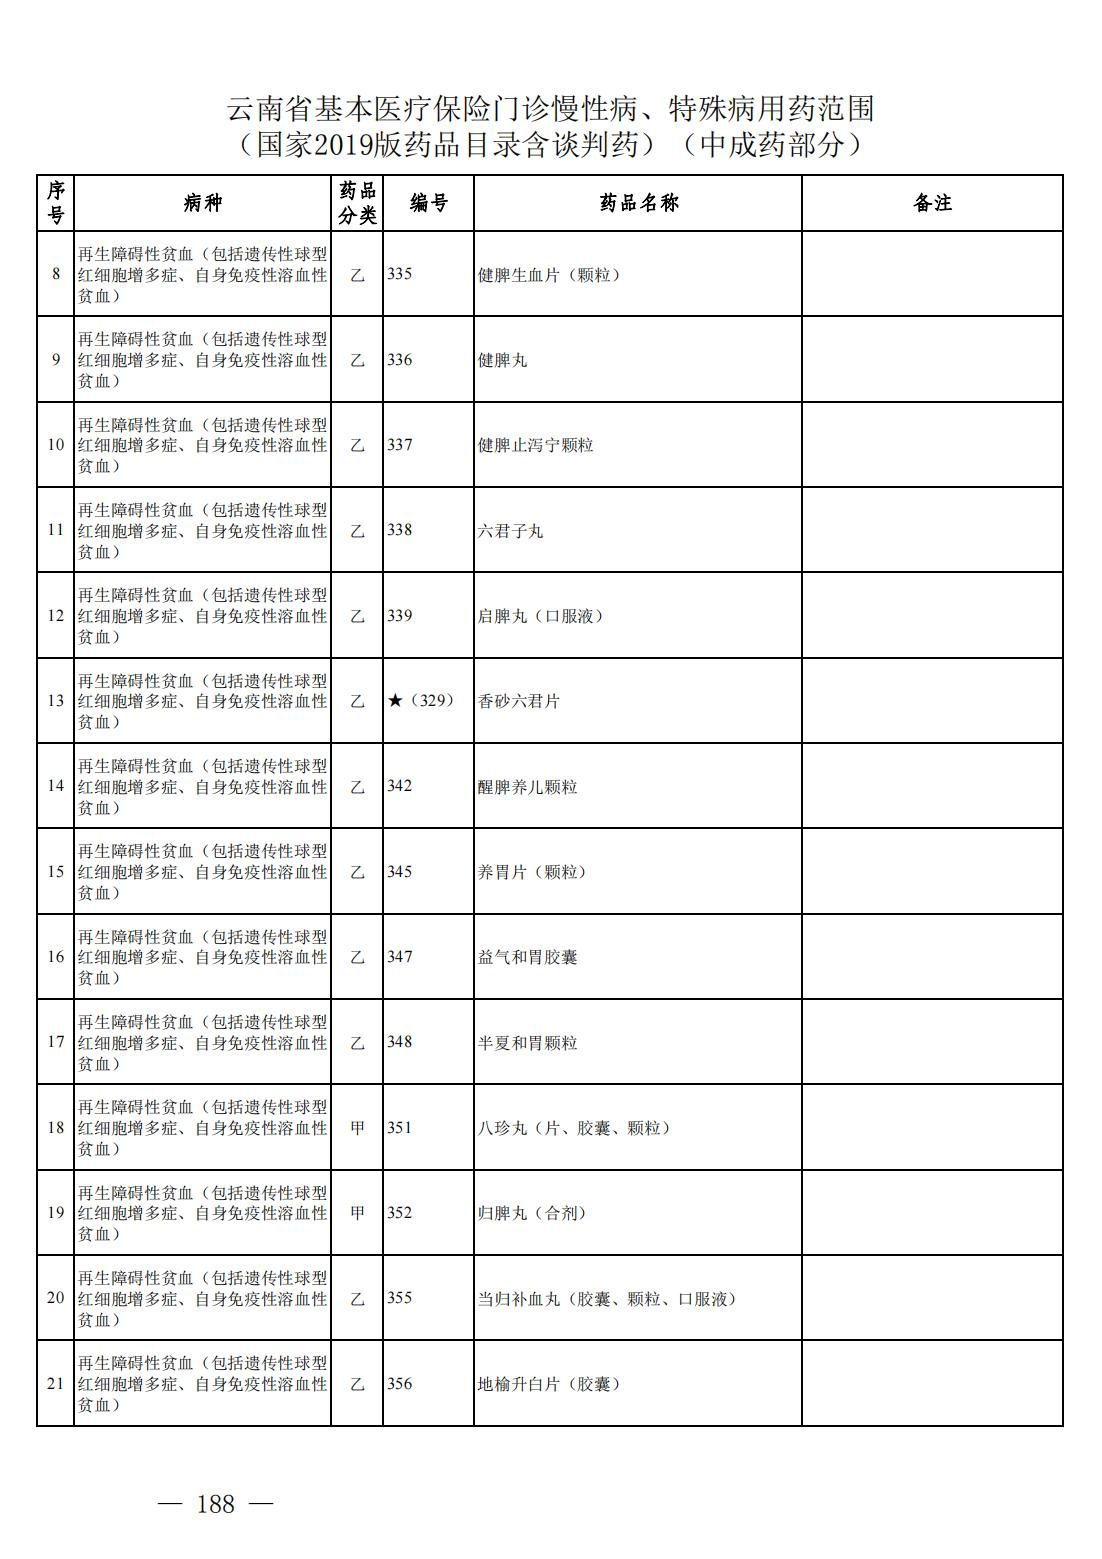 云南省基本医疗保险门诊慢性病、特殊病用药范围
（国家2019版药品目录含谈判药）（中成药部分）
序号 病种 药品分类 编号 药品名称 备注
8 再生障碍性贫血（包括遗传性球型红细胞增多症、自身免疫性溶血性贫血） 乙 335 健脾生血片（颗粒）
9 再生障碍性贫血（包括遗传性球型红细胞增多症、自身免疫性溶血性贫血） 乙 336 健脾丸
10 再生障碍性贫血（包括遗传性球型红细胞增多症、自身免疫性溶血性贫血） 乙 337 健脾止泻宁颗粒
11 再生障碍性贫血（包括遗传性球型红细胞增多症、自身免疫性溶血性贫血） 乙 338 六君子丸
12 再生障碍性贫血（包括遗传性球型红细胞增多症、自身免疫性溶血性贫血） 乙 339 启脾丸（口服液）
13 再生障碍性贫血（包括遗传性球型红细胞增多症、自身免疫性溶血性贫血） 乙 ★（329） 香砂六君片
14 再生障碍性贫血（包括遗传性球型红细胞增多症、自身免疫性溶血性贫血） 乙 342 醒脾养儿颗粒
15 再生障碍性贫血（包括遗传性球型红细胞增多症、自身免疫性溶血性贫血） 乙 345 养胃片（颗粒）
16 再生障碍性贫血（包括遗传性球型红细胞增多症、自身免疫性溶血性贫血） 乙 347 益气和胃胶囊
17 再生障碍性贫血（包括遗传性球型红细胞增多症、自身免疫性溶血性贫血） 乙 348 半夏和胃颗粒
18 再生障碍性贫血（包括遗传性球型红细胞增多症、自身免疫性溶血性贫血） 甲 351 八珍丸（片、胶囊、颗粒）
19 再生障碍性贫血（包括遗传性球型红细胞增多症、自身免疫性溶血性贫血） 甲 352 归脾丸（合剂）
20 再生障碍性贫血（包括遗传性球型红细胞增多症、自身免疫性溶血性贫血） 乙 355 当归补血丸（胶囊、颗粒、口服液）
21 再生障碍性贫血（包括遗传性球型红细胞增多症、自身免疫性溶血性贫血） 乙 356 地榆升白片（胶囊）
— 188 —